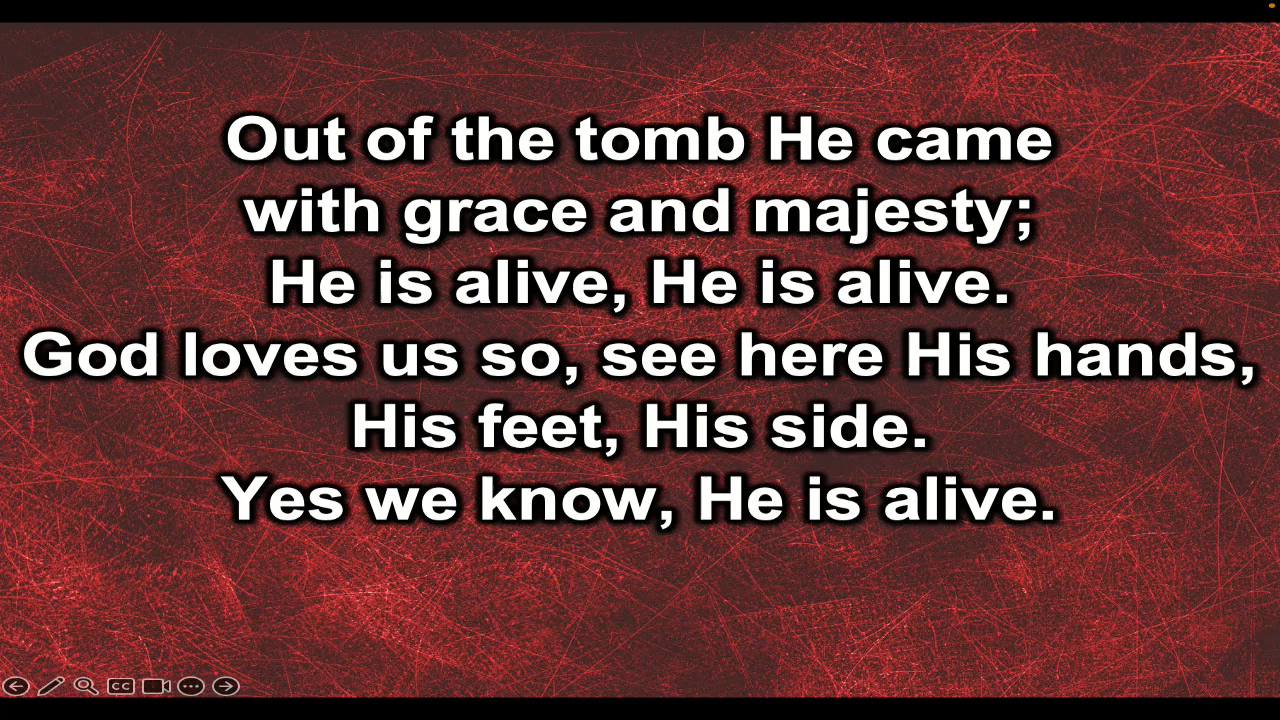 Out of the tomb He came
with grace and majesty;
He is alive, He is alive.
God loves us so, see here His hands,
His feet, His side.
Yes we know, He is alive.
CC